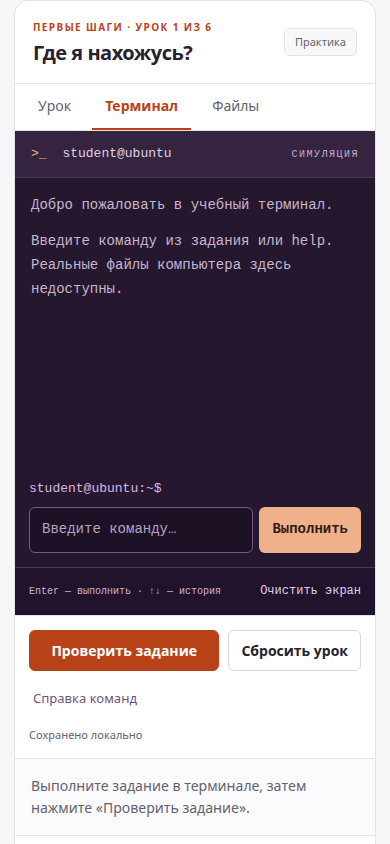 ПЕРВЫЕ ШАГИ · УРОК 1 ИЗ 6
Где я нахожусь?
Практика
Урок
Терминал
Файлы
>_ student@ubuntu
СИМУЛЯЦИЯ
Добро пожаловать в учебный терминал.
Введите команду из задания или help.
Реальные файлы компьютера здесь
недоступны.
student@ubuntu:~$
Введите команду…
Выполнить
Enter — выполнить · ↑↓ — история
Очистить экран
Проверить задание
Сбросить урок
Справка команд
Сохранено локально
Выполните задание в терминале, затем
нажмите «Проверить задание».